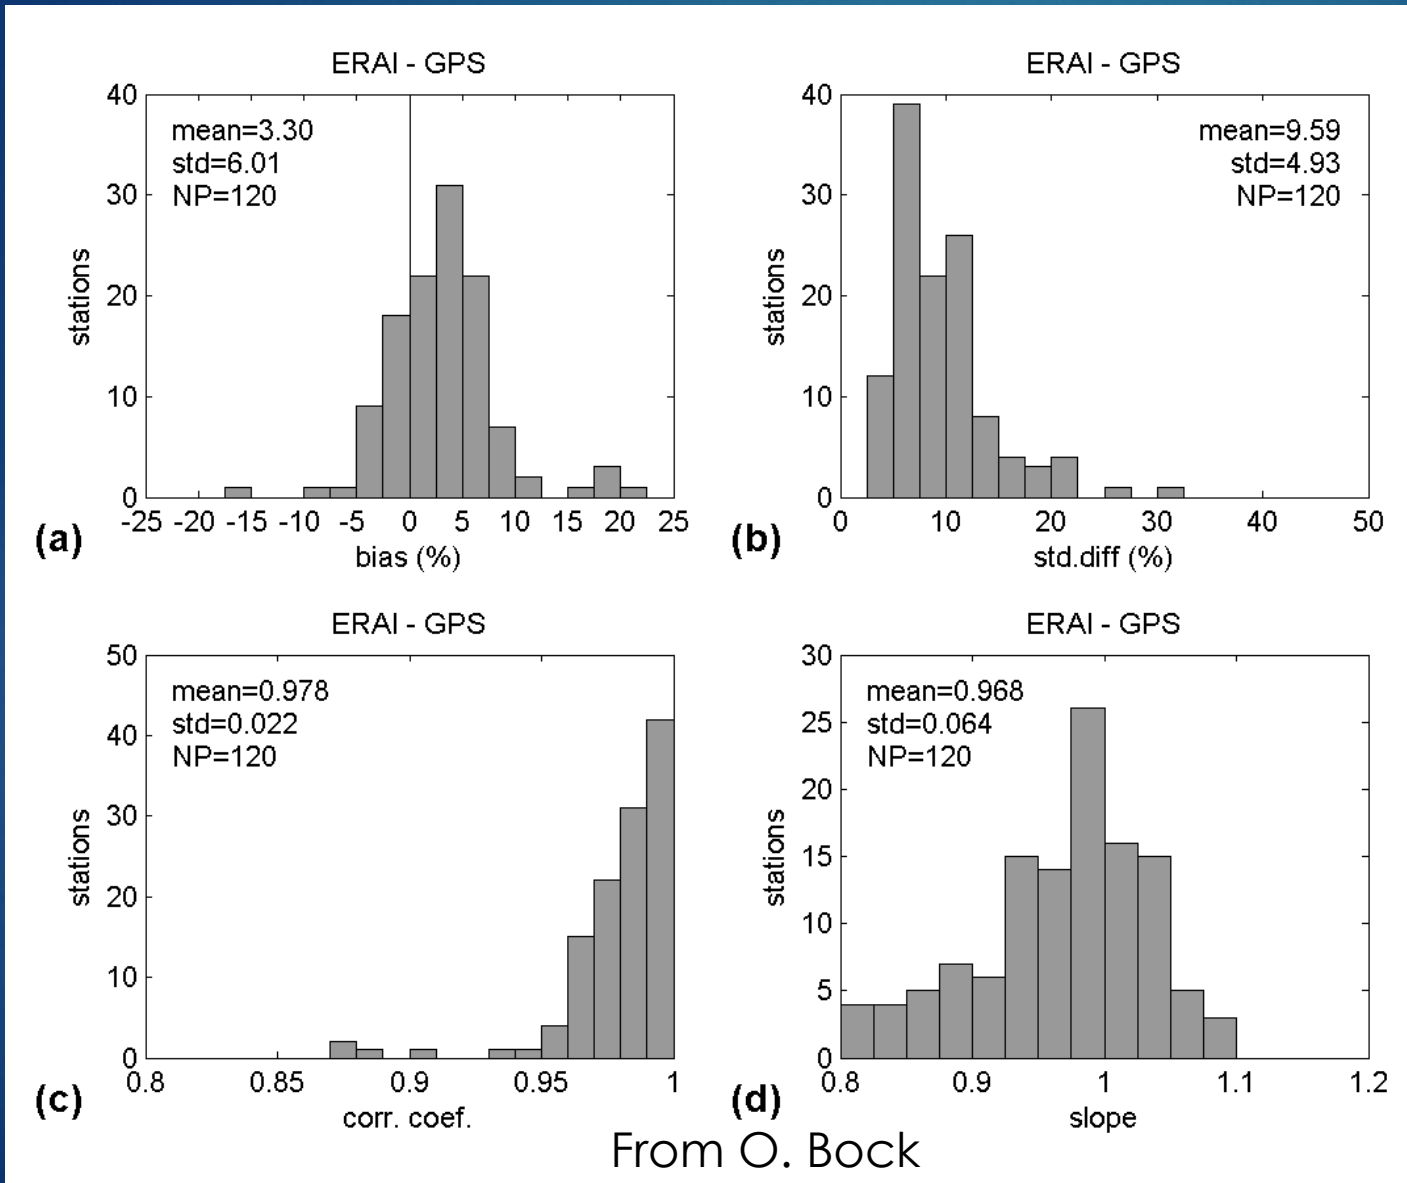 ERAI - GPS
40
30
20
10
0
stations
mean=3.30
std=6.01
NP=120
-25 -20 -15 -10 -5 0 5 10 15 20 25
bias (%)
(a)
ERAI - GPS
40
30
20
10
0
stations
mean=9.59
std=4.93
NP=120
0 10 20 30 40 50
std.diff (%)
(b)
ERAI - GPS
50
40
30
20
10
0
stations
mean=0.978
std=0.022
NP=120
0.8 0.85 0.9 0.95 1
corr. coef.
(c)
ERAI - GPS
30
25
20
15
10
5
0
stations
mean=0.968
std=0.064
NP=120
0.8 0.9 1 1.1 1.2
slope
(d)
From O. Bock